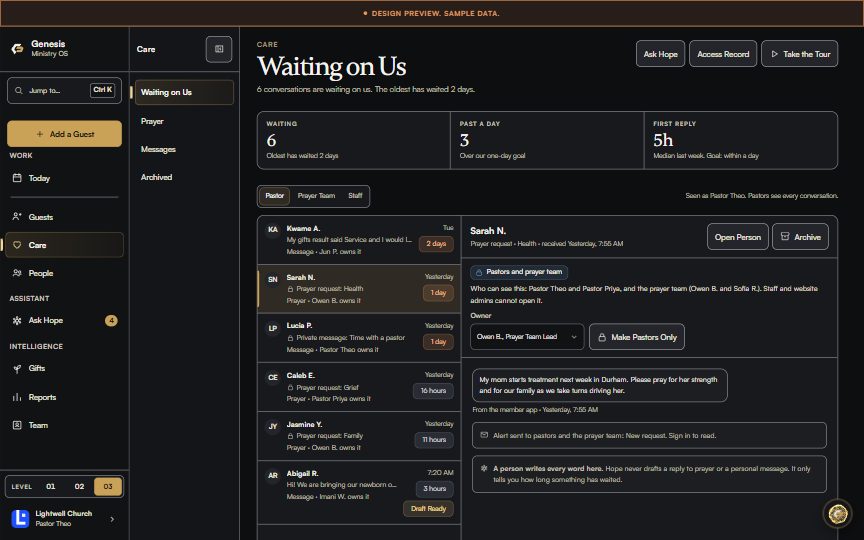 DESIGN PREVIEW. SAMPLE DATA.
Genesis
Ministry OS
Jump to...
Ctrl K
Add a Guest
WORK
Today
Guests
Care
People
ASSISTANT
Ask Hope
4
INTELLIGENCE
Gifts
Reports
Team
LEVEL 01 02 03
Lightwell Church
Pastor Theo
Care
Waiting on Us
Prayer
Messages
Archived
CARE
Waiting on Us
6 conversations are waiting on us. The oldest has waited 2 days.
Ask Hope
Access Record
Take the Tour
WAITING
6
Oldest has waited 2 days
PAST A DAY
3
Over our one-day goal
FIRST REPLY
5h
Median last week. Goal: within a day
Pastor
Prayer Team
Staff
Seen as Pastor Theo. Pastors see every conversation.
KA
Kwame A.
Tue
My gifts result said Service and I would l...
Message • Jun P. owns it
2 days
SN
Sarah N.
Yesterday
Prayer request: Health
Prayer • Owen B. owns it
1 day
LP
Lucia P.
Yesterday
Private message: Time with a pastor
Message • Pastor Theo owns it
1 day
CE
Caleb E.
Yesterday
Prayer request: Grief
Prayer • Pastor Priya owns it
16 hours
JY
Jasmine Y.
Yesterday
Prayer request: Family
Prayer • Owen B. owns it
11 hours
AR
Abigail R.
7:20 AM
Hi! We are bringing our newborn o...
Message • Imani W. owns it
3 hours
Draft Ready
Sarah N.
Prayer request • Health • received Yesterday, 7:55 AM
Open Person
Archive
Pastors and prayer team
Who can see this: Pastor Theo and Pastor Priya, and the prayer team (Owen B. and Sofia R.). Staff and website
admins cannot open it.
Owner
Owen B., Prayer Team Lead
Make Pastors Only
My mom starts treatment next week in Durham. Please pray for her strength
and for our family as we take turns driving her.
From the member app • Yesterday, 7:55 AM
Alert sent to pastors and the prayer team: New request. Sign in to read.
A person writes every word here. Hope never drafts a reply to prayer or a personal message. It only
tells you how long something has waited.